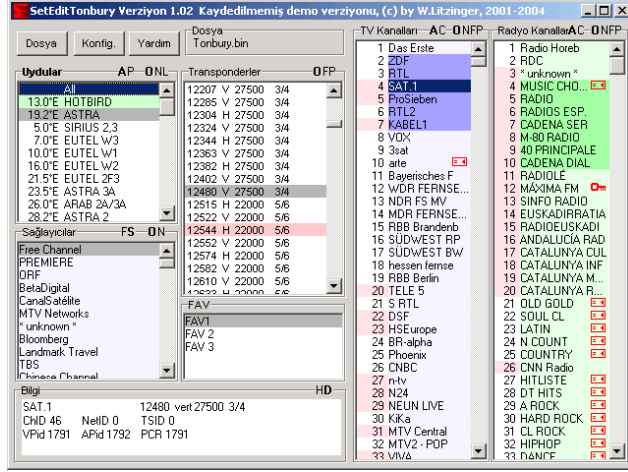 SetEditTonbury Verziyon 1.02 Kaydedilmemiş demo verziyonu, (c) by W.Litzinger, 2001-2004
Dosya
Konfig.
Yardım
Dosya
Tonbury.bin
Uydular AP ONL
All
13.0°E HOTBIRD
19.2°E ASTRA
5.0°E SIRIUS 2,3
7.0°E EUTEL W3
10.0°E EUTEL W1
16.0°E EUTEL W2
21.5°E EUTEL 2F3
23.5°E ASTRA 3A
26.0°E ARAB 2A/3A
28.2°E ASTRA 2
Transponderler OFP
12207 V 27500 3/4
12285 V 27500 3/4
12304 H 27500 3/4
12324 V 27500 3/4
12344 H 27500 3/4
12363 V 27500 3/4
12382 H 27500 3/4
12402 V 27500 3/4
12480 V 27500 3/4
12515 H 22000 5/6
12522 V 22000 5/6
12544 H 22000 5/6
12552 V 22000 5/6
12574 H 22000 5/6
12582 V 22000 5/6
12610 V 22000 5/6
12633 H 22000 5/6
Sağlayıcılar FS ON
Free Channel
PREMIERE
ORF
BetaDigital
CanalSatélite
MTV Networks
* unknown *
Bloomberg
Landmark Travel
TBS
Chinese Channel
FAV
FAV1
FAV 2
FAV 3
Bilgi HD
SAT.1 12480 vert 27500 3/4
ChID 46 NetID 0 TSID 0
VPid 1791 APid 1792 PCR 1791
TV Kanalları AC ONFP
1 Das Erste
2 ZDF
3 RTL
4 SAT.1
5 ProSieben
6 RTL2
7 KABEL1
8 VOX
9 3sat
10 arte
11 Bayerisches F
12 WDR FERNSE...
13 NDR FS MV
14 MDR FERNSE...
15 RBB Brandenb
16 SÜDWEST RP
17 SÜDWEST BW
18 hessen fernse
19 RBB Berlin
20 TELE 5
21 S RTL
22 DSF
23 HSEurope
24 BR-alpha
25 Phoenix
26 CNBC
27 n-tv
28 N24
29 NEUN LIVE
30 KiKa
31 MTV Central
32 MTV2 - POP
33 VIVA
Radyo Kanallar AC ONFP
1 Radio Horeb
2 RDC
3 * unknown *
4 MUSIC CHO...
5 RADIO
6 RADIOS ESP.
7 CADENA SER
8 M-80 RADIO
9 40 PRINCIPALE
10 CADENA DIAL
11 RADIOLÉ
12 MÁXIMA FM
13 SINFO RADIO
14 EUSKADIRRATIA
15 RADIOEUSKADI
16 ANDALUCÍA RAD
17 CATALUNYA CUL
18 CATALUNYA INF
19 CATALUNYA M...
20 CATALUNYA R...
21 OLD GOLD
22 SOUL CL
23 LATIN
24 N COUNT
25 COUNTRY
26 CNN Radio
27 HITLISTE
28 DT HITS
29 A ROCK
30 HARD ROCK
31 CL ROCK
32 HIPHOP
33 DANCE